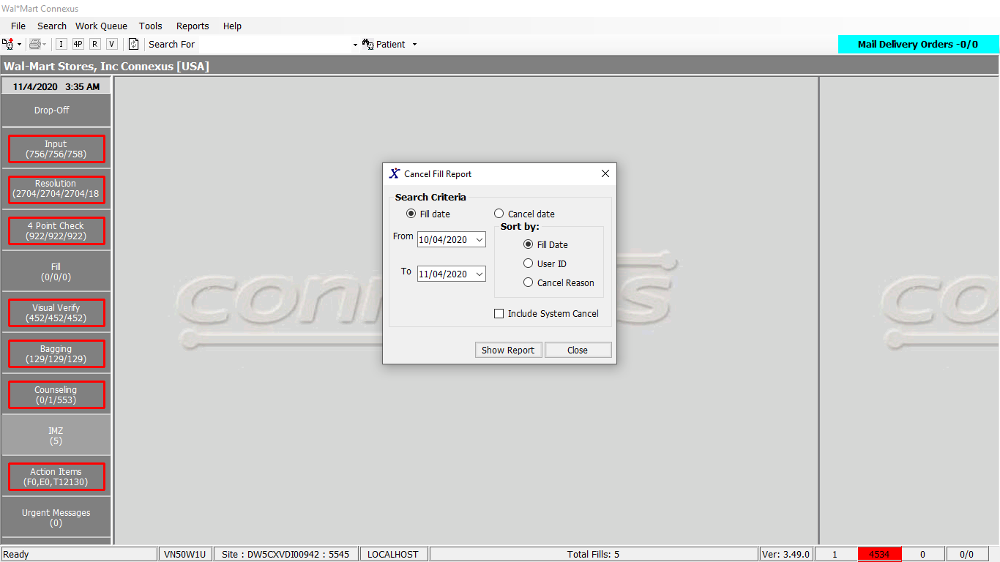 Wal*Mart Connexus
File Search Work Queue Tools Reports Help
I 4P R V Search For Patient Mail Delivery Orders -0/0
Wal-Mart Stores, Inc Connexus [USA]
11/4/2020 3:35 AM
Drop-Off
Input
(756/756/758)
Resolution
(2704/2704/2704/18
4 Point Check
(922/922/922)
Fill
(0/0/0)
Visual Verify
(452/452/452)
Bagging
(129/129/129)
Counseling
(0/1/553)
IMZ
(5)
Action Items
(F0,E0,T12130)
Urgent Messages
(0)
conn s
co
X Cancel Fill Report
Search Criteria
Fill date Cancel date
Sort by:
From 10/04/2020
Fill Date
User ID
To 11/04/2020
Cancel Reason
Include System Cancel
Show Report Close
Ready VN50W1U Site : DW5CXVDI00942 : 5545 LOCALHOST Total Fills: 5 Ver: 3.49.0 1 4534 0 0/0